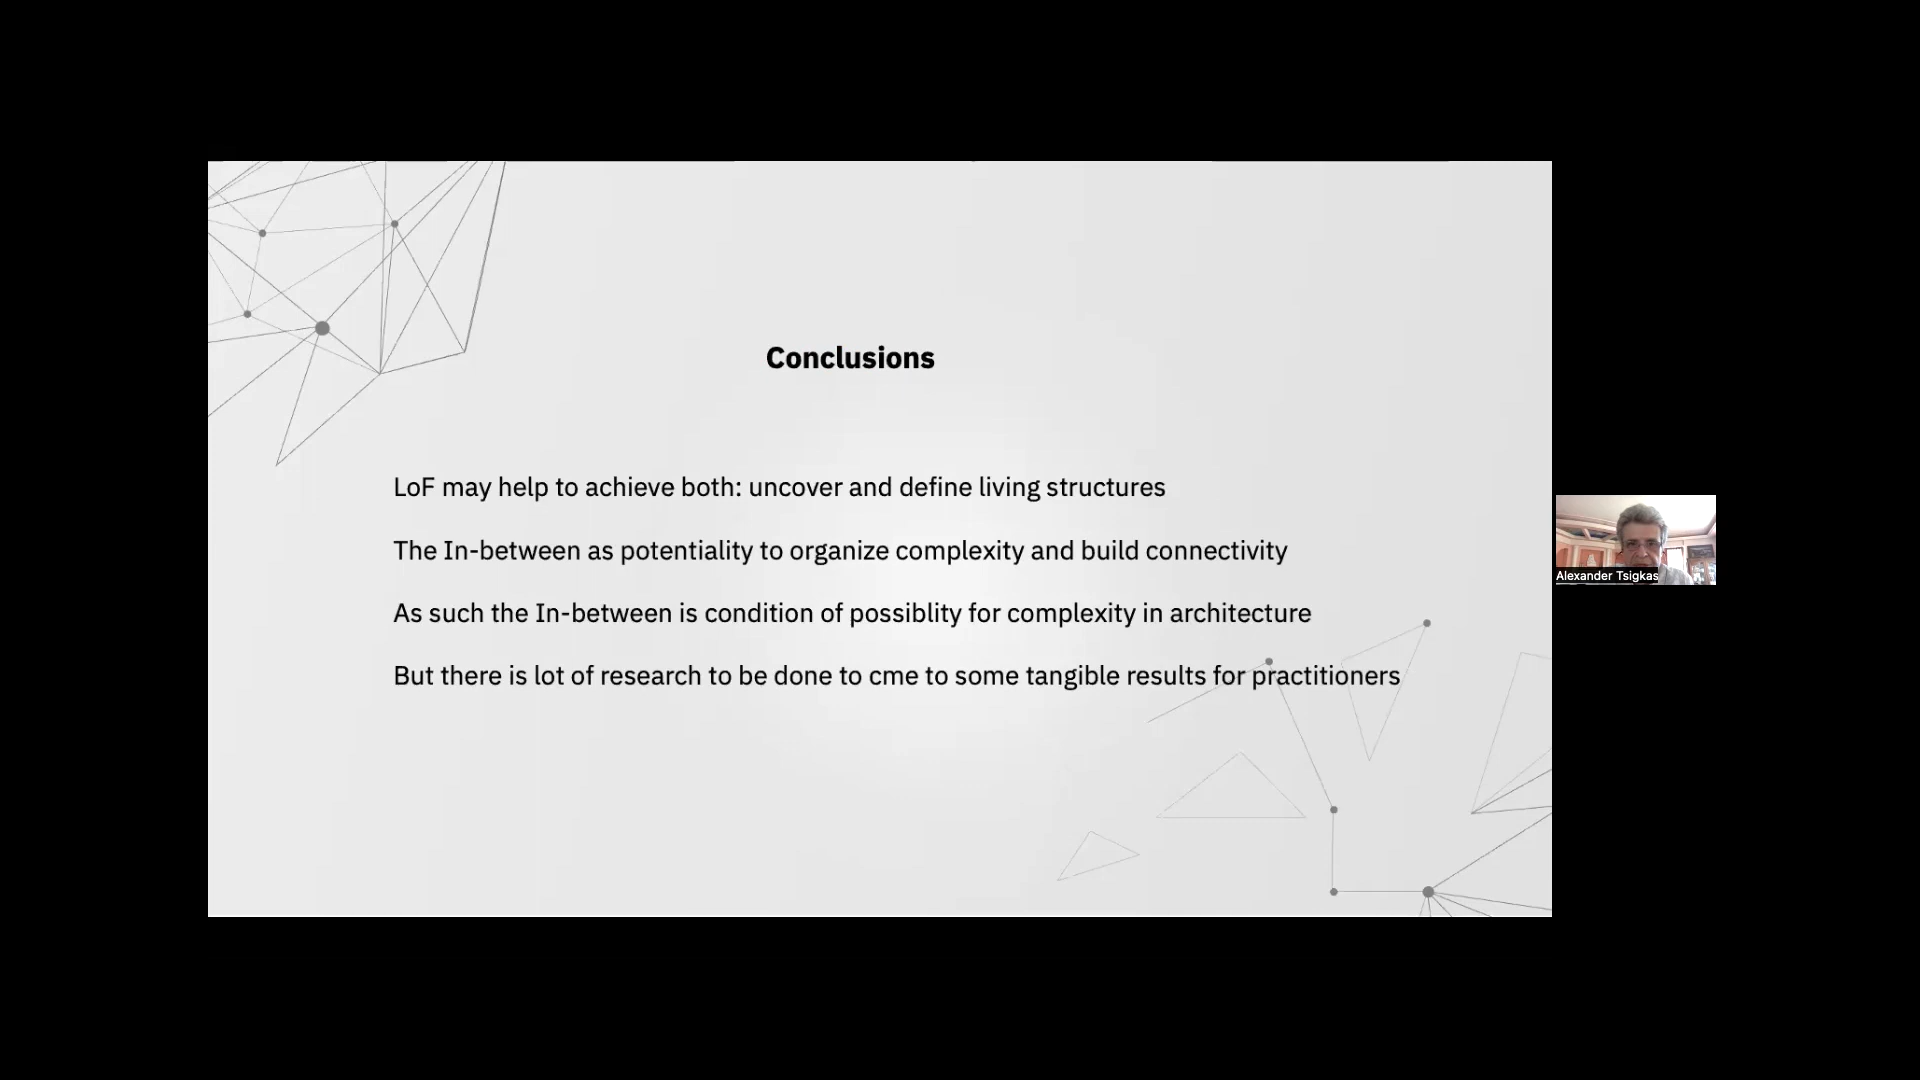 Conclusions
LoF may help to achieve both: uncover and define living structures
The In-between as potentiality to organize complexity and build connectivity
As such the In-between is condition of possiblity for complexity in architecture
But there is lot of research to be done to cme to some tangible results for practitioners
Alexander Tsigkas